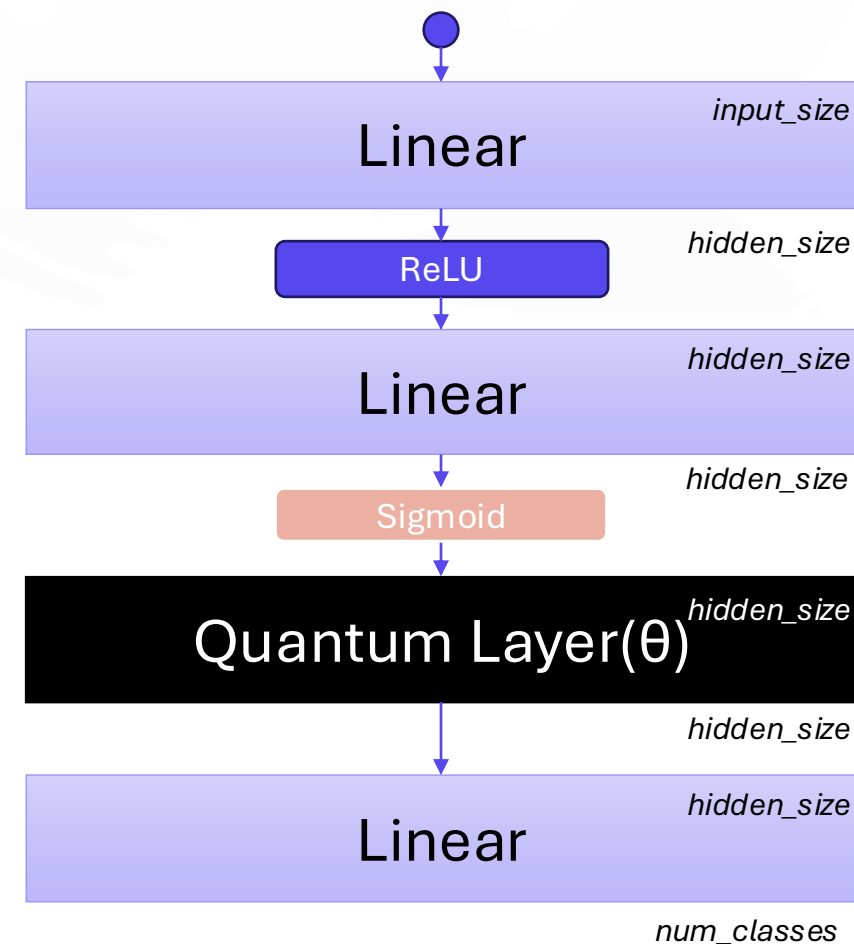 input_size
Linear
hidden_size
ReLU
hidden_size
Linear
hidden_size
Sigmoid
hidden_size
Quantum Layer(θ)
hidden_size
hidden_size
Linear
num_classes